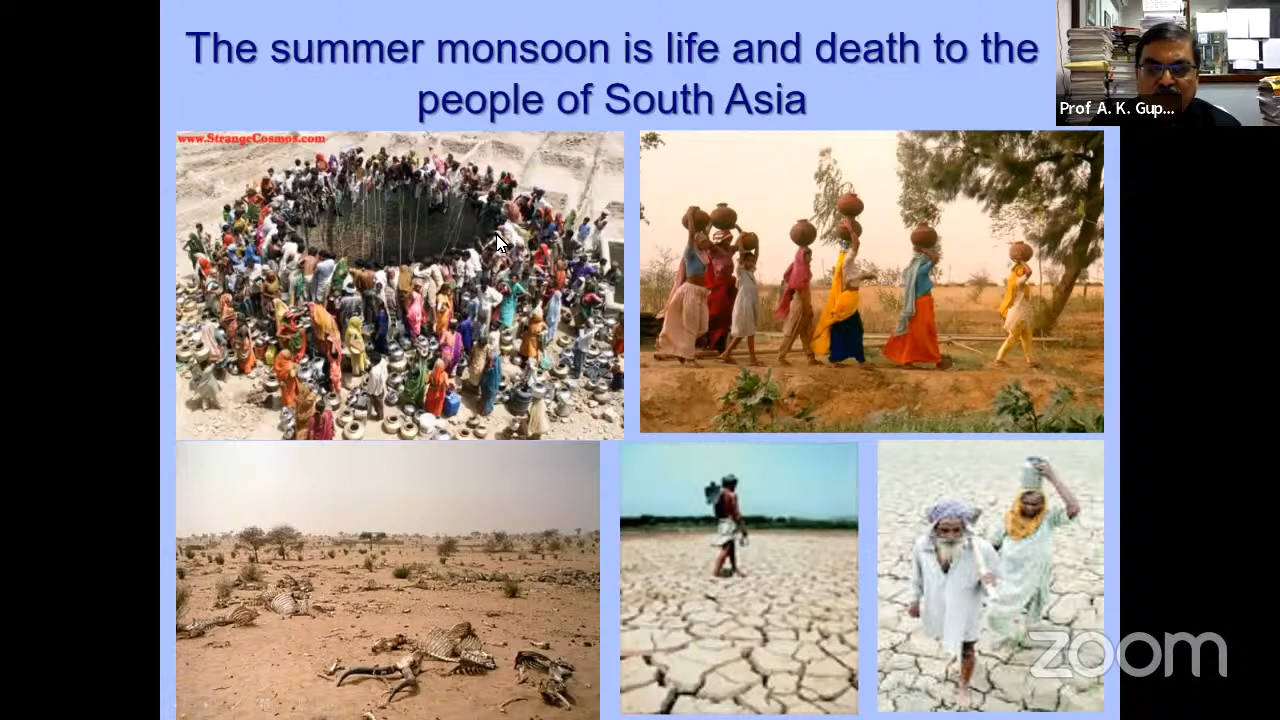 The summer monsoon is life and death to the
people of South Asia
Prof A. K. Gup...
www.StrangeCosmos.com
zoom